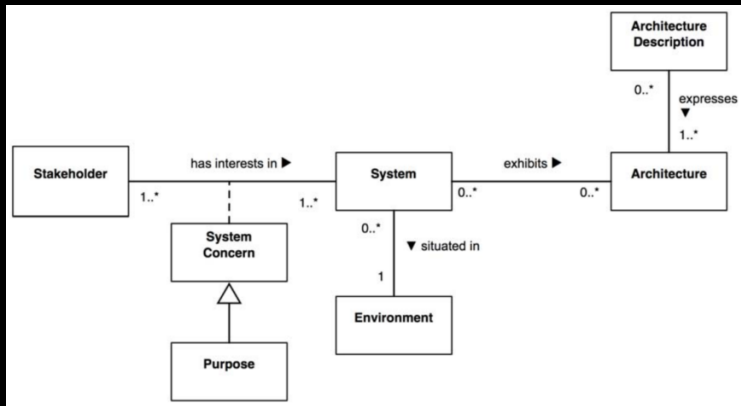 Architecture
Description
0..*
expresses
▼
1..*
Stakeholder
has interests in ▶
System
exhibits ▶
Architecture
1..*
1..*
0..*
0..*
System
Concern
0..*
▼ situated in
1
Environment
Purpose